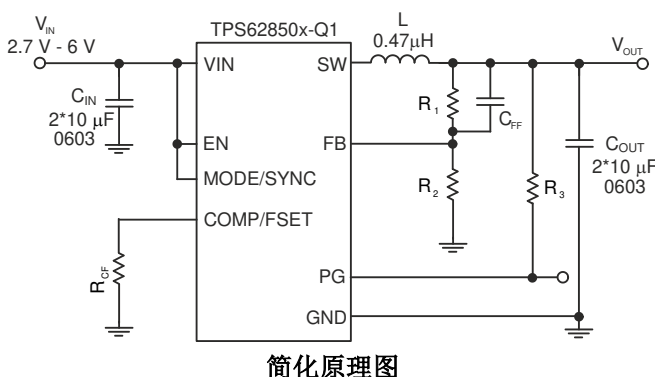 TPS62850x-Q1
V_IN
2.7 V - 6 V
C_IN
2*10 μF
0603
VIN
EN
MODE/SYNC
COMP/FSET
R_CF
SW
FB
PG
GND
L
0.47μH
R_1
C_FF
R_2
R_3
V_OUT
C_OUT
2*10 μF
0603
简化原理图